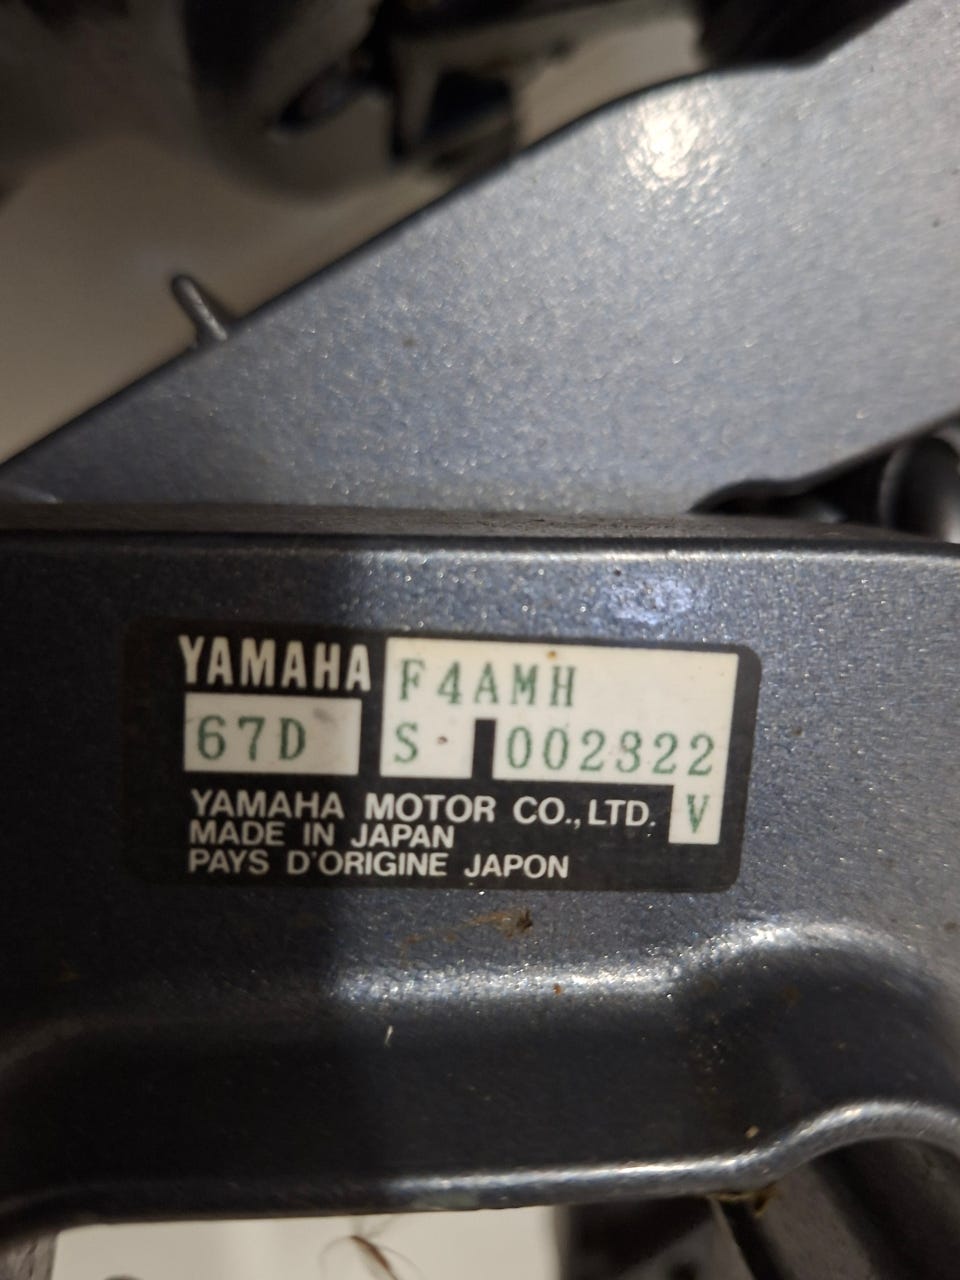 YAMAHA
F4AMH
67D
S
002322
V
YAMAHA MOTOR CO., LTD.
MADE IN JAPAN
PAYS D'ORIGINE JAPON